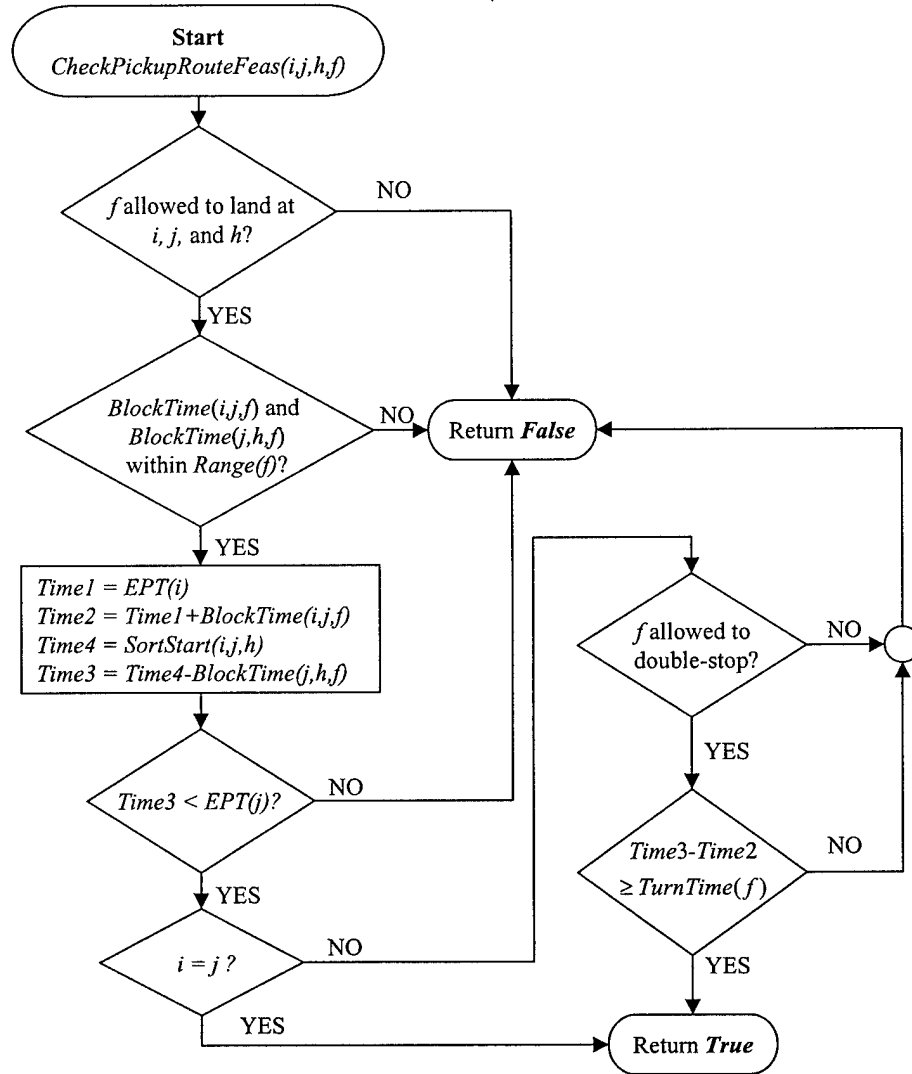 Start
CheckPickupRouteFeas(i,j,h,f)
f allowed to land at
i, j, and h?
NO
YES
BlockTime(i,j,f) and
BlockTime(j,h,f)
within Range(f)?
NO
Return False
YES
Time1 = EPT(i)
Time2 = Time1+BlockTime(i,j,f)
Time4 = SortStart(i,j,h)
Time3 = Time4-BlockTime(j,h,f)
f allowed to
double-stop?
NO
YES
Time3 < EPT(j)?
NO
YES
Time3-Time2
≥ TurnTime(f)
NO
YES
i = j ?
NO
YES
Return True